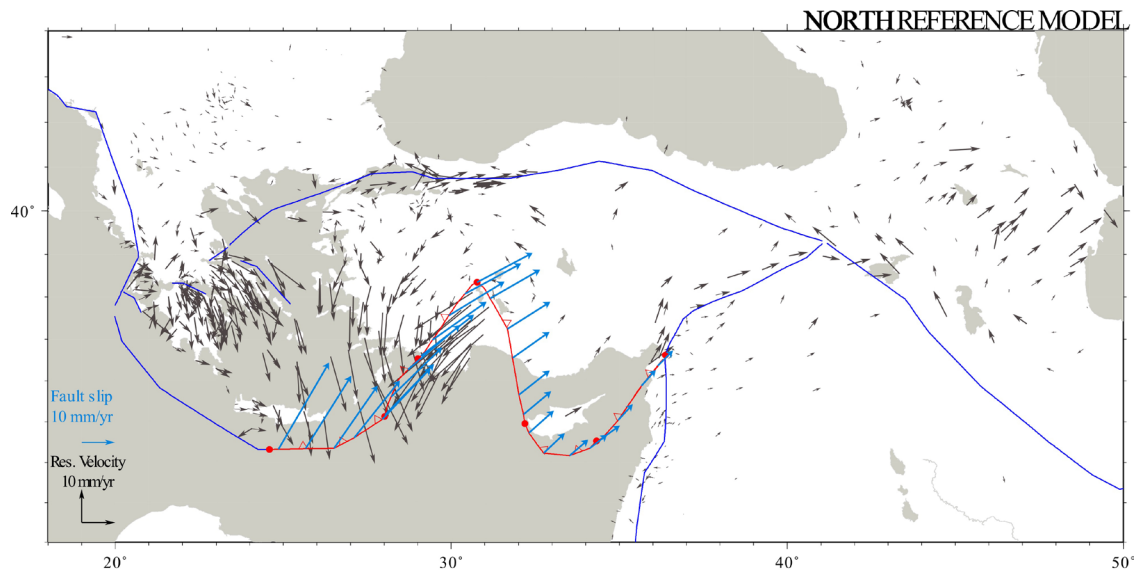 NORTH REFERENCE MODEL
40°
Fault slip
10 mm/yr
Res. Velocity
10 mm/yr
20° 30° 40° 50°